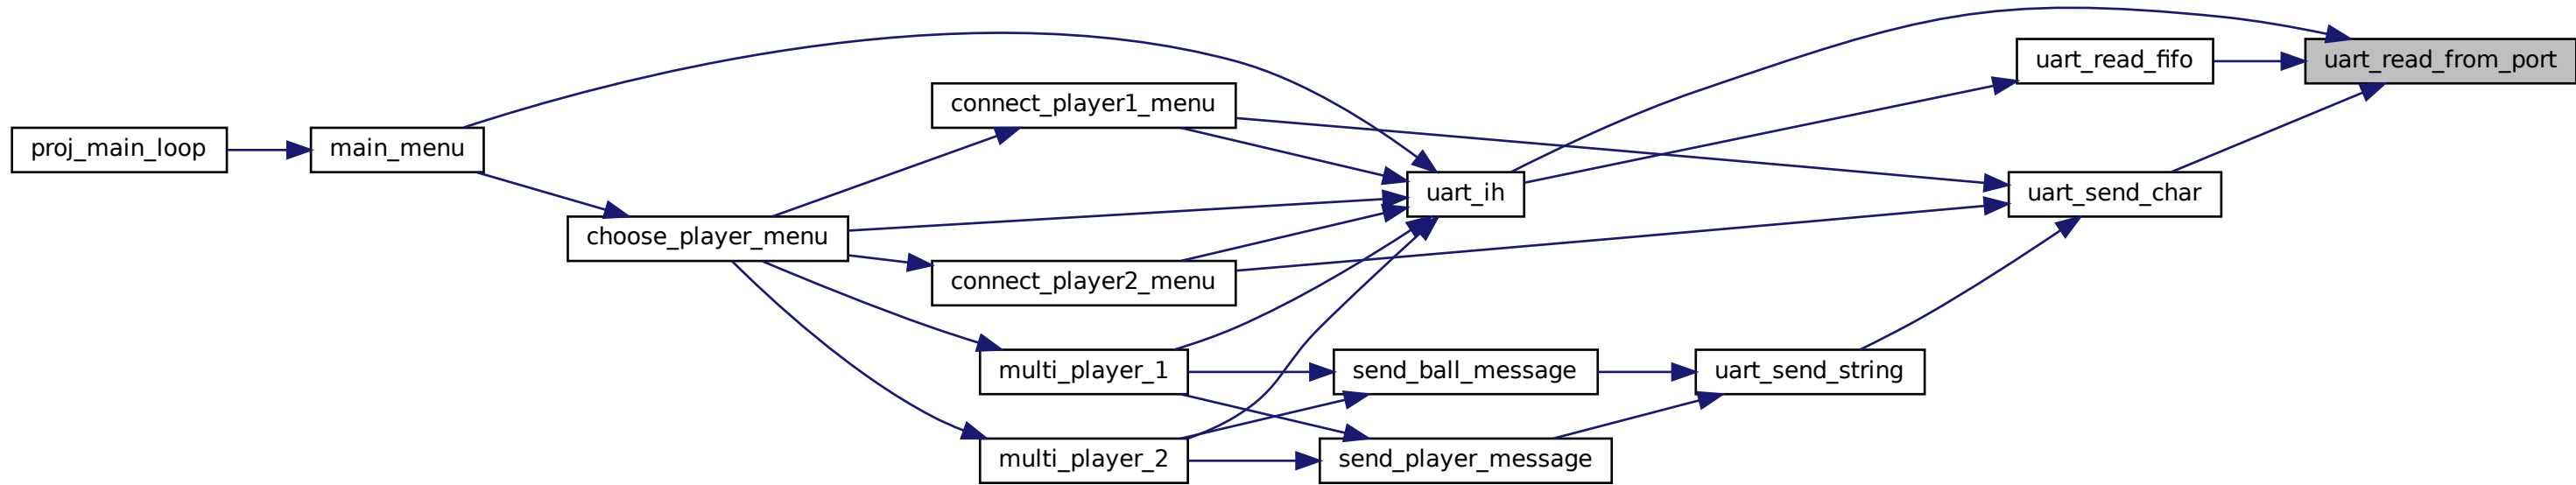 proj_main_loop
main_menu
choose_player_menu
connect_player1_menu
connect_player2_menu
multi_player_1
multi_player_2
uart_ih
send_ball_message
send_player_message
uart_read_fifo
uart_send_char
uart_send_string
uart_read_from_port